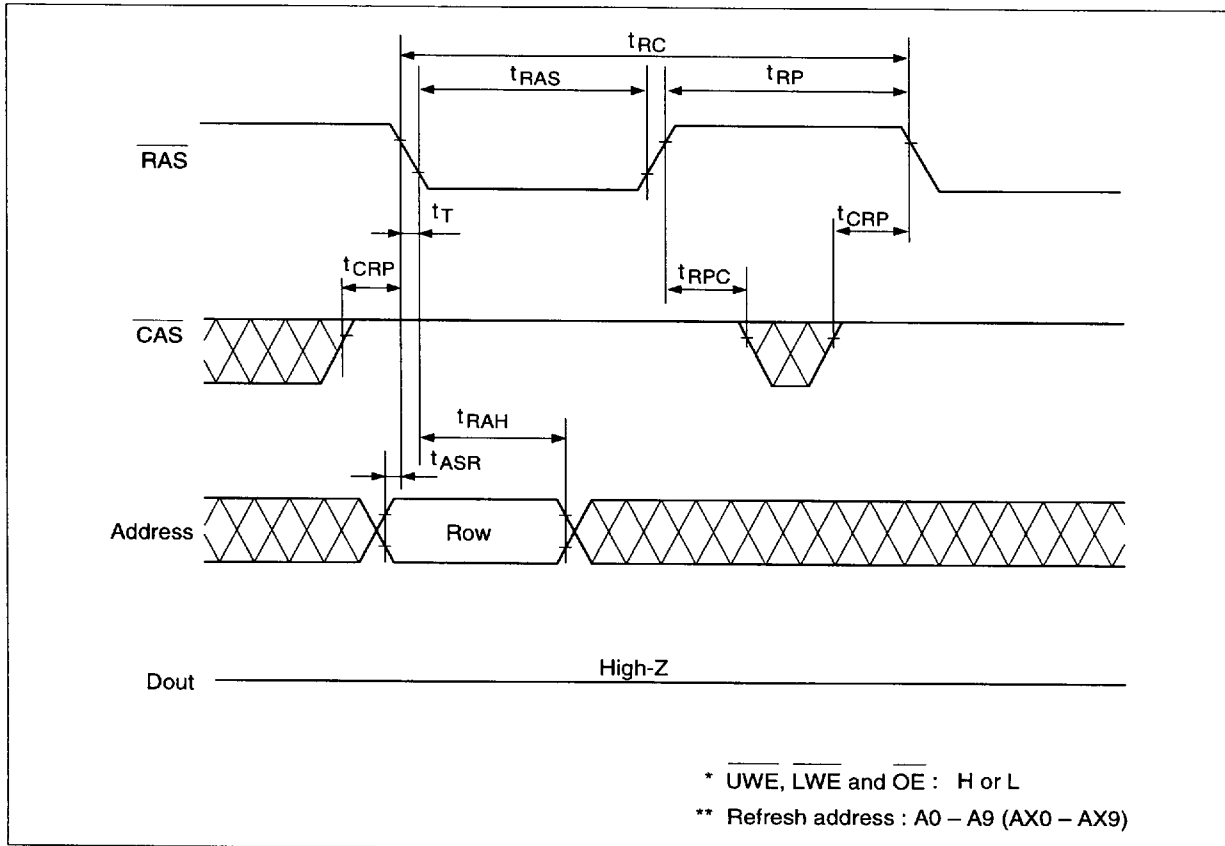 tRC
tRAS
tRP
RAS
tT
tCRP
tCRP
tRPC
CAS
tRAH
tASR
Address
Row
High-Z
Dout
* UWE, LWE and OE : H or L
** Refresh address : A0 – A9 (AX0 – AX9)